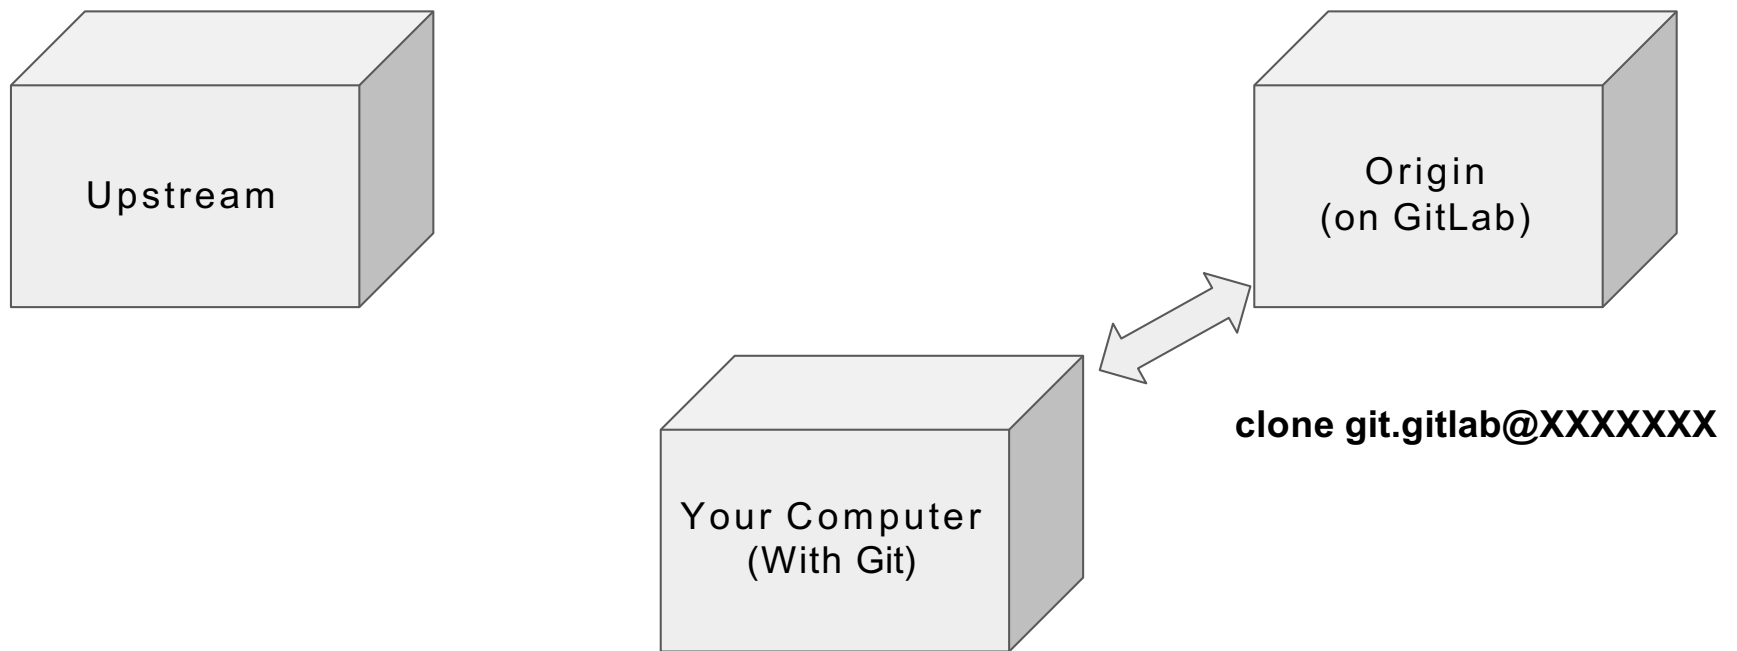 Upstream
Origin
(on GitLab)
clone git.gitlab@XXXXXXX
Your Computer
(With Git)